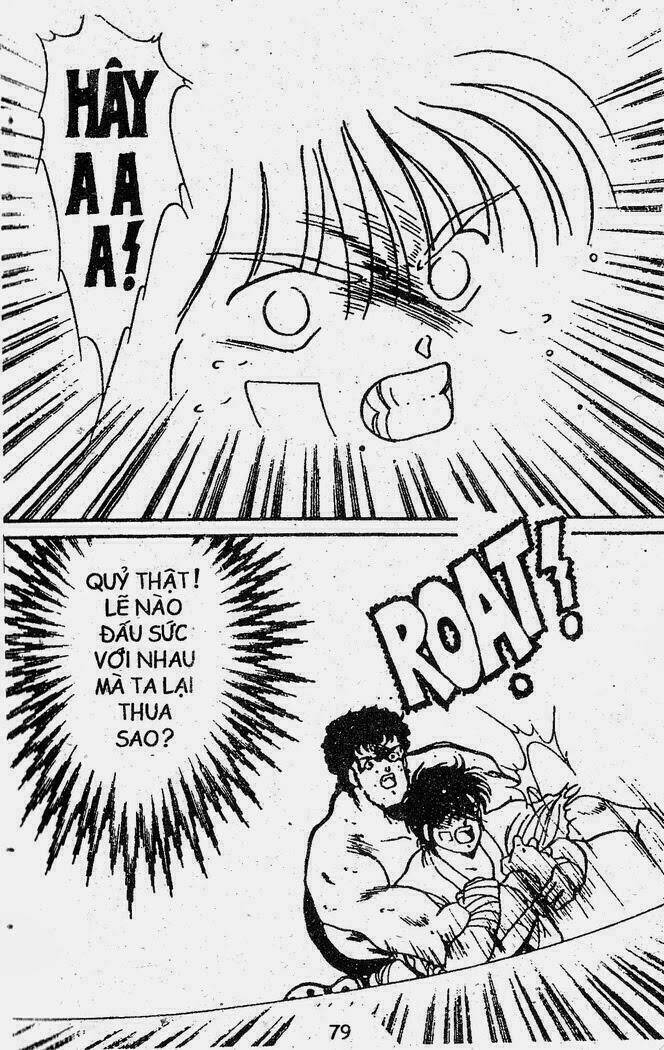 HÂY
A A
A!
ROẠT!
QUỶ THẬT!
LẼ NÀO
ĐẤU SỨC
VỚI NHAU
MÀ TA LẠI
THUA
SAO?
79